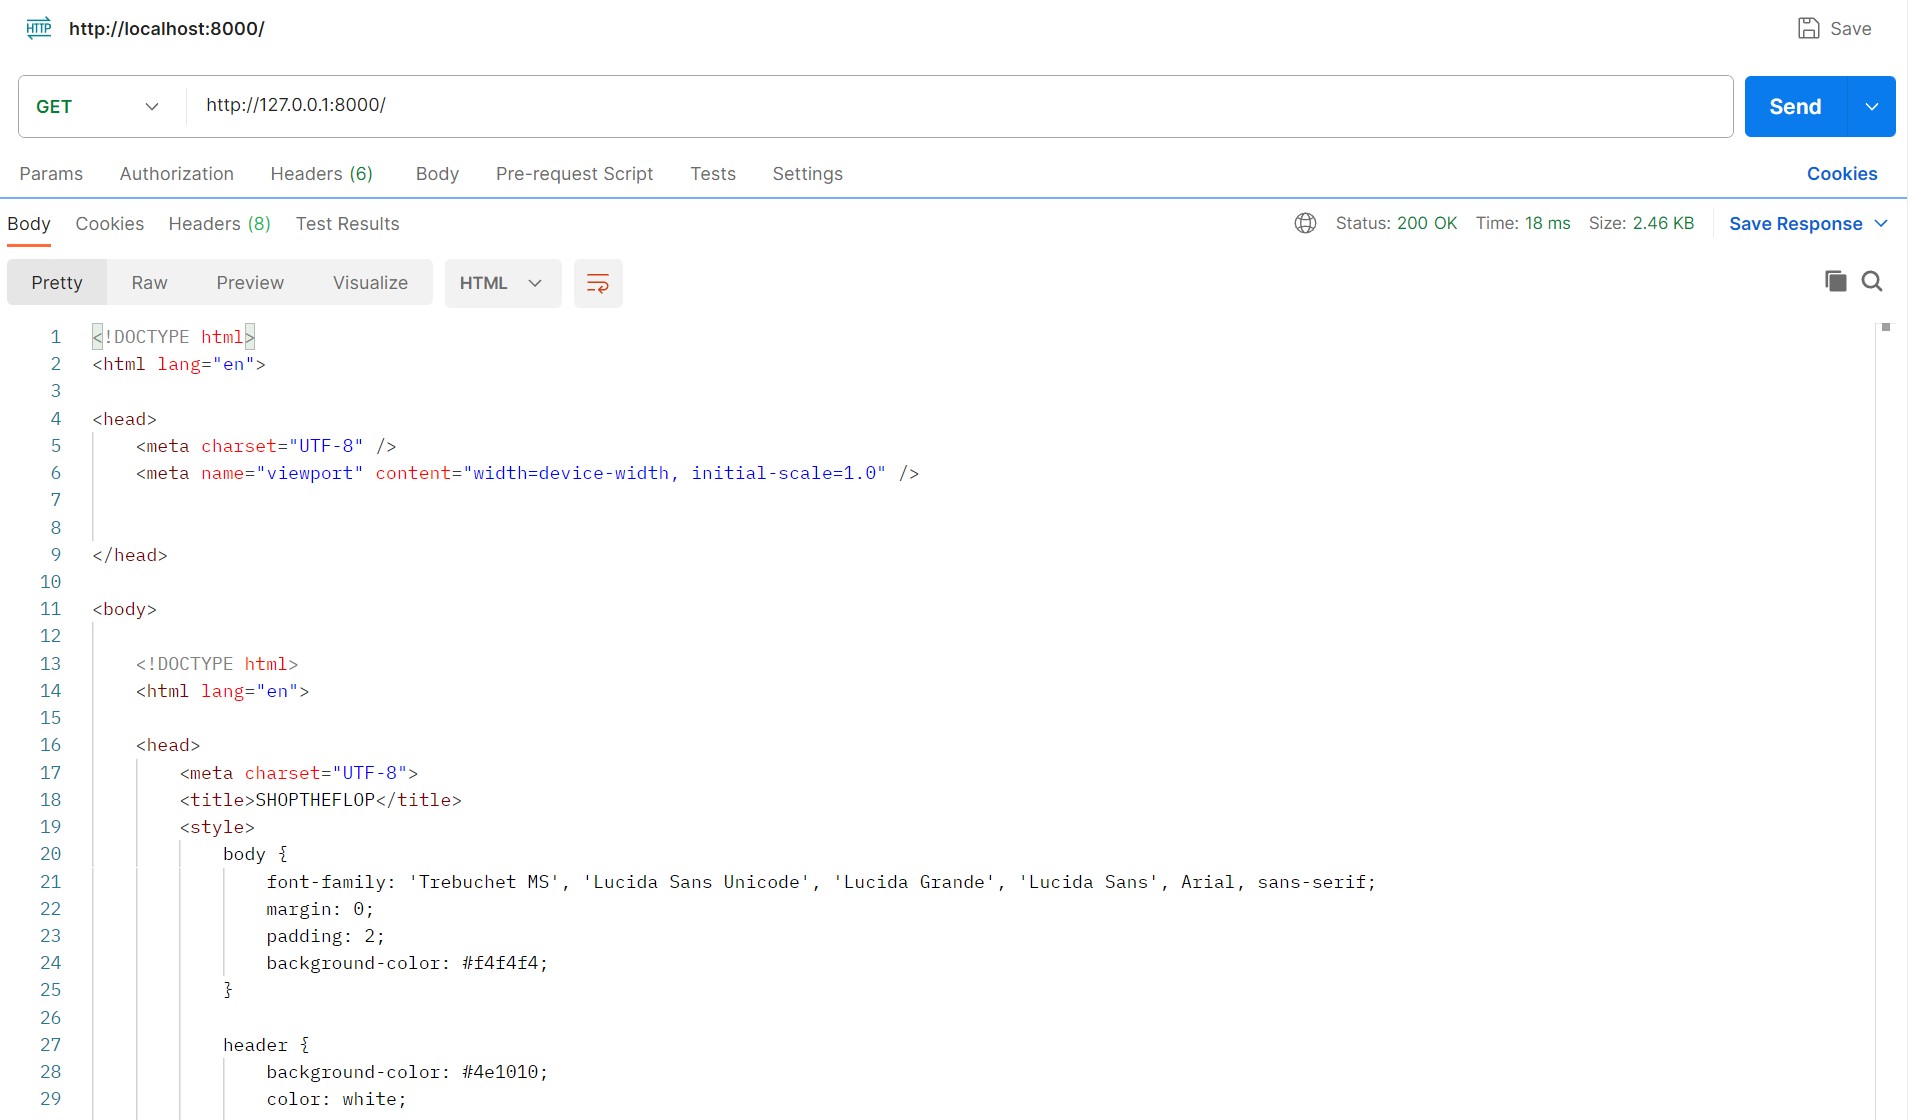 HTTP http://localhost:8000/ Save
GET http://127.0.0.1:8000/ Send
Params Authorization Headers (6) Body Pre-request Script Tests Settings Cookies
Body Cookies Headers (8) Test Results Status: 200 OK Time: 18 ms Size: 2.46 KB Save Response
Pretty Raw Preview Visualize HTML
1 <!DOCTYPE html>
2 <html lang="en">
3
4 <head>
5 <meta charset="UTF-8" />
6 <meta name="viewport" content="width=device-width, initial-scale=1.0" />
7
8
9 </head>
10
11 <body>
12
13 <!DOCTYPE html>
14 <html lang="en">
15
16 <head>
17 <meta charset="UTF-8">
18 <title>SHOPTHEFLOP</title>
19 <style>
20 body {
21 font-family: 'Trebuchet MS', 'Lucida Sans Unicode', 'Lucida Grande', 'Lucida Sans', Arial, sans-serif;
22 margin: 0;
23 padding: 2;
24 background-color: #f4f4f4;
25 }
26
27 header {
28 background-color: #4e1010;
29 color: white;